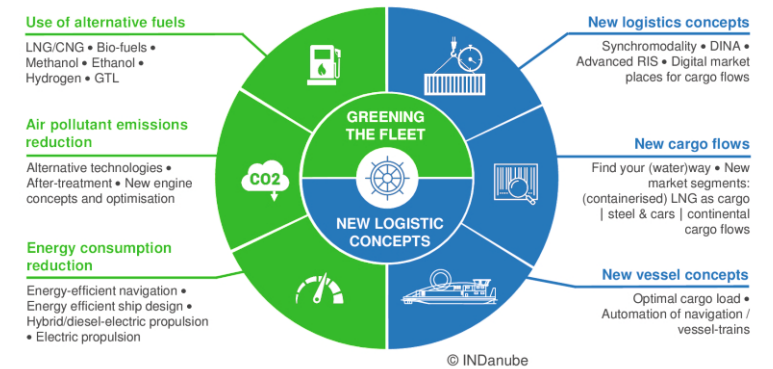 Use of alternative fuels
LNG/CNG • Bio-fuels •
Methanol • Ethanol •
Hydrogen • GTL
Air pollutant emissions
reduction
Alternative technologies •
After-treatment • New engine
concepts and optimisation
Energy consumption
reduction
Energy-efficient navigation •
Energy efficient ship design •
Hybrid/diesel-electric propulsion
• Electric propulsion
CO2
GREENING
THE FLEET
NEW LOGISTIC
CONCEPTS
New logistics concepts
Synchromodality • DINA •
Advanced RIS • Digital market
places for cargo flows
New cargo flows
Find your (water)way • New
market segments:
(containerised) LNG as cargo
| steel & cars | continental
cargo flows
New vessel concepts
Optimal cargo load •
Automation of navigation /
vessel-trains
© INDanube